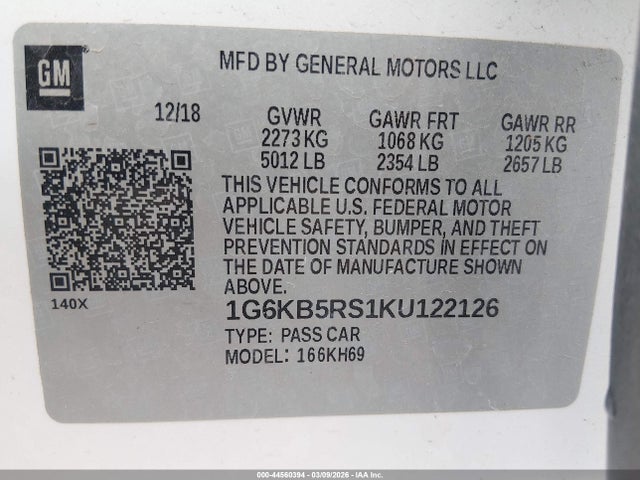 GM
MFD BY GENERAL MOTORS LLC
12/18 GVWR GAWR FRT GAWR RR
2273 KG 1068 KG 1205 KG
5012 LB 2354 LB 2657 LB
THIS VEHICLE CONFORMS TO ALL
APPLICABLE U.S. FEDERAL MOTOR
VEHICLE SAFETY, BUMPER, AND THEFT
PREVENTION STANDARDS IN EFFECT ON
THE DATE OF MANUFACTURE SHOWN
ABOVE.
140X
1G6KB5RS1KU122126
TYPE: PASS CAR
MODEL: 166KH69
000-44560394 - 03/09/2026 - IAA Inc.